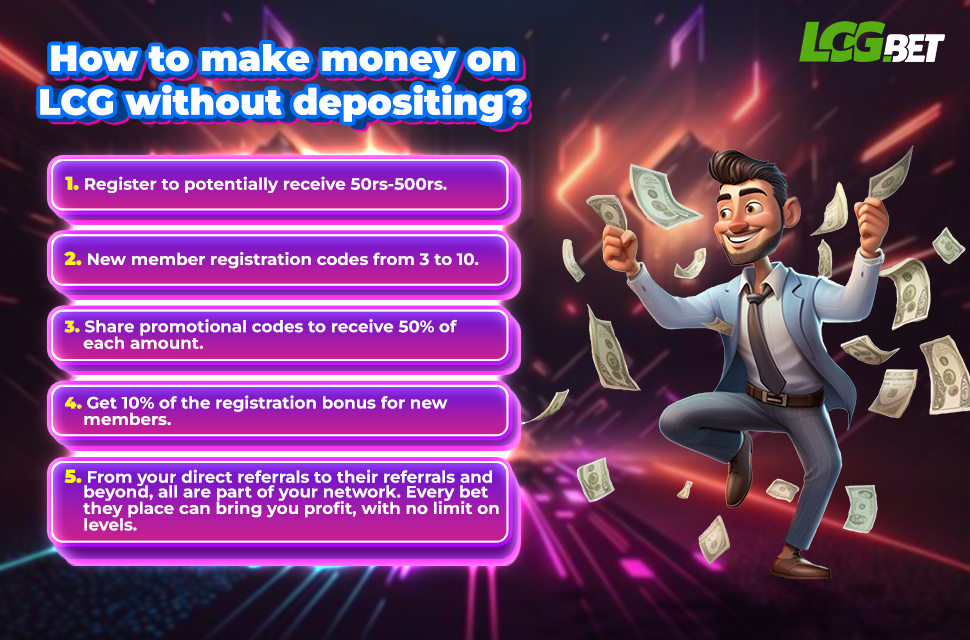 LCG.BET
How to make money on
LCG without depositing?
1. Register to potentially receive 50rs-500rs.
2. New member registration codes from 3 to 10.
3. Share promotional codes to receive 50% of
each amount.
4. Get 10% of the registration bonus for new
members.
5. From your direct referrals to their referrals and
beyond, all are part of your network. Every bet
they place can bring you profit, with no limit on
levels.